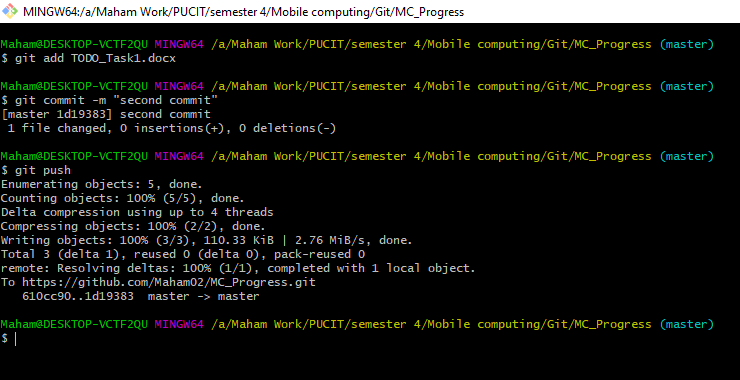 MINGW64:/a/Maham Work/PUCIT/semester 4/Mobile computing/Git/MC_Progress
Maham@DESKTOP-VCTF2QU MINGW64 /a/Maham Work/PUCIT/semester 4/Mobile computing/Git/MC_Progress (master)
$ git add TODO_Task1.docx
Maham@DESKTOP-VCTF2QU MINGW64 /a/Maham Work/PUCIT/semester 4/Mobile computing/Git/MC_Progress (master)
$ git commit -m "second commit"
[master 1d19383] second commit
1 file changed, 0 insertions(+), 0 deletions(-)
Maham@DESKTOP-VCTF2QU MINGW64 /a/Maham Work/PUCIT/semester 4/Mobile computing/Git/MC_Progress (master)
$ git push
Enumerating objects: 5, done.
Counting objects: 100% (5/5), done.
Delta compression using up to 4 threads
Compressing objects: 100% (2/2), done.
Writing objects: 100% (3/3), 110.33 KiB | 2.76 MiB/s, done.
Total 3 (delta 1), reused 0 (delta 0), pack-reused 0
remote: Resolving deltas: 100% (1/1), completed with 1 local object.
To https://github.com/Maham02/MC_Progress.git
610cc90..1d19383  master -> master
Maham@DESKTOP-VCTF2QU MINGW64 /a/Maham Work/PUCIT/semester 4/Mobile computing/Git/MC_Progress (master)
$